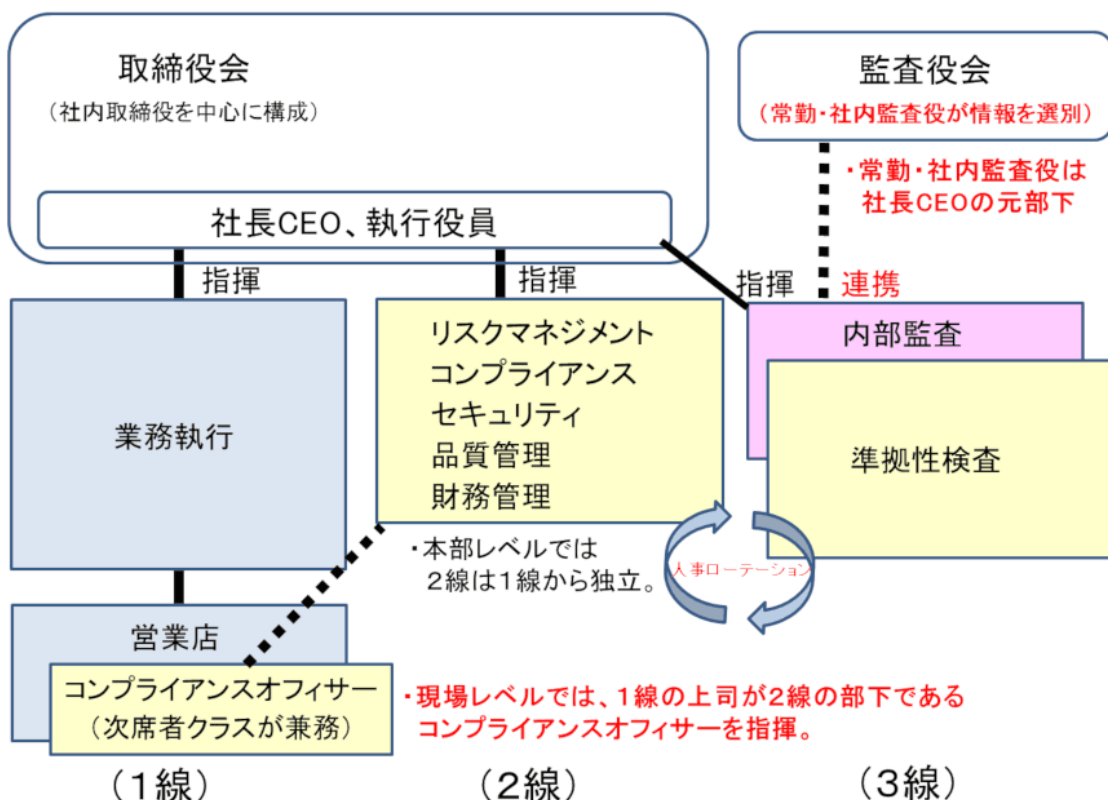 取締役会
(社内取締役を中心に構成)
監査役会
(常勤・社内監査役が情報を選別)
・常勤・社内監査役は
社長CEOの元部下
社長CEO、執行役員
指揮
指揮
指揮
連携
業務執行
リスクマネジメント
コンプライアンス
セキュリティ
品質管理
財務管理
内部監査
準拠性検査
・本部レベルでは
2線は1線から独立。
人事ローテーション
営業店
コンプライアンスオフィサー
(次席者クラスが兼務)
・現場レベルでは、1線の上司が2線の部下である
コンプライアンスオフィサーを指揮。
(1線)
(2線)
(3線)